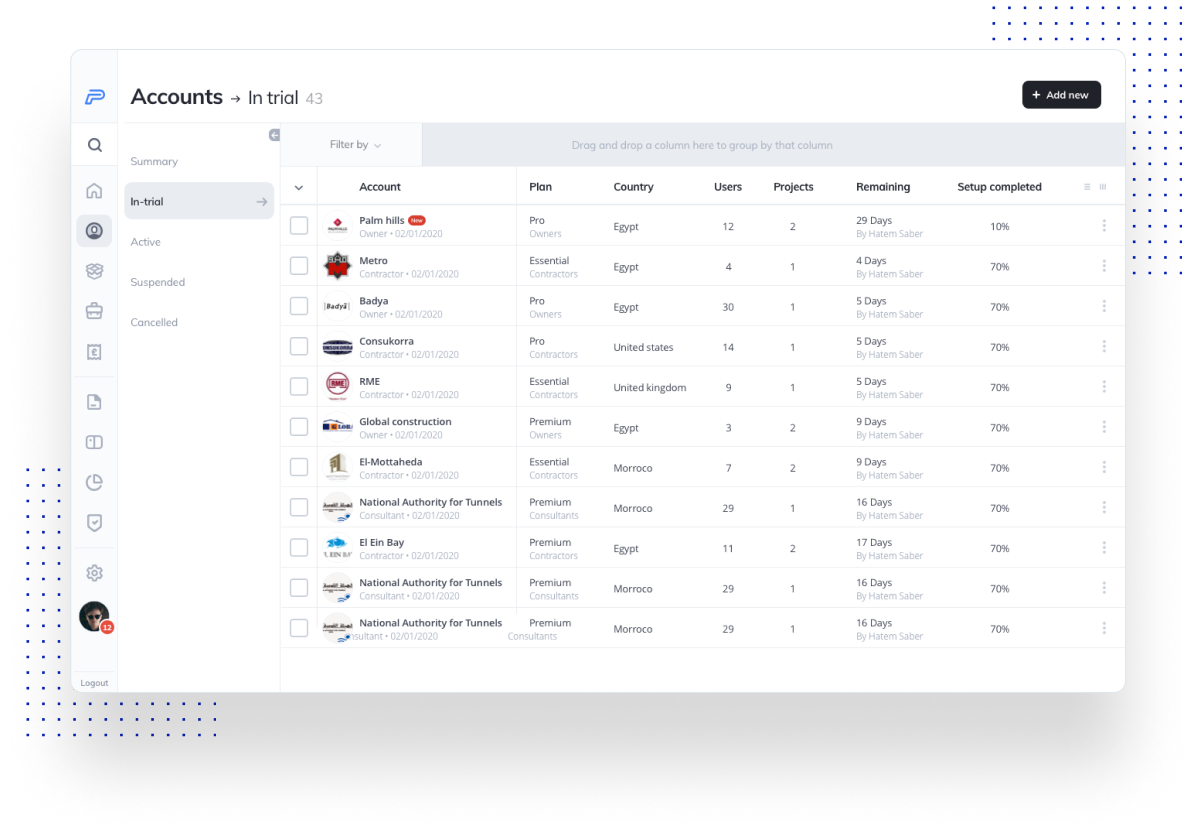 Accounts → In trial 43
+ Add new
Summary
In-trial
Active
Suspended
Cancelled
Filter by
Drag and drop a column here to group by that column
Account Plan Country Users Projects Remaining Setup completed
Palm hills New Pro Egypt 12 2 29 Days 10%
Owner • 02/01/2020 Owners By Hatem Saber
Metro Essential Egypt 4 1 4 Days 70%
Contractor • 02/01/2020 Contractors By Hatem Saber
Badya Badya Pro Egypt 30 1 5 Days 70%
Owner • 02/01/2020 Owners By Hatem Saber
Consukorra Pro United states 14 1 5 Days 70%
Contractor • 02/01/2020 Contractors By Hatem Saber
RME RME Essential United kingdom 9 1 5 Days 70%
Contractor • 02/01/2020 Contractors By Hatem Saber
Global construction Premium Egypt 3 2 9 Days 70%
Owner • 02/01/2020 Owners By Hatem Saber
El-Mottaheda Essential Morroco 7 2 9 Days 70%
Contractor • 02/01/2020 Contractors By Hatem Saber
National Authority for Tunnels Premium Morroco 29 1 16 Days 70%
Consultant • 02/01/2020 Consultants By Hatem Saber
El Ein Bay Premium Egypt 11 2 17 Days 70%
Contractor • 02/01/2020 Contractors By Hatem Saber
National Authority for Tunnels Premium Morroco 29 1 16 Days 70%
Consultant • 02/01/2020 Consultants By Hatem Saber
National Authority for Tunnels Premium Morroco 29 1 16 Days 70%
nsultant • 02/01/2020 Consultants By Hatem Saber
12
Logout